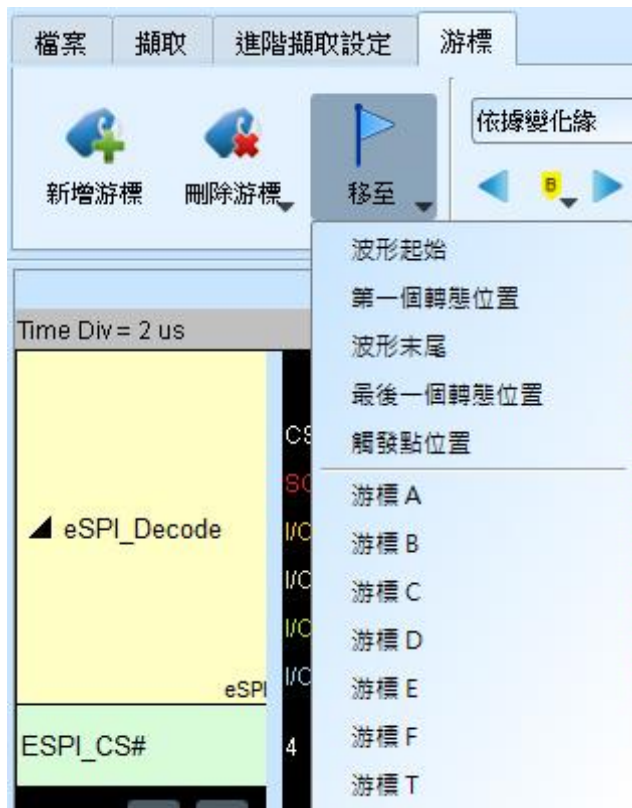 檔案 擷取 進階擷取設定 游標
新增游標 刪除游標 移至
依據變化緣
B
波形起始
第一個轉態位置
波形末尾
最後一個轉態位置
觸發點位置
游標 A
游標 B
游標 C
游標 D
游標 E
游標 F
游標 T
Time Div = 2 us
eSPI_Decode
CS
I/O
I/O
I/O
I/O
eSPI
ESPI_CS#
4